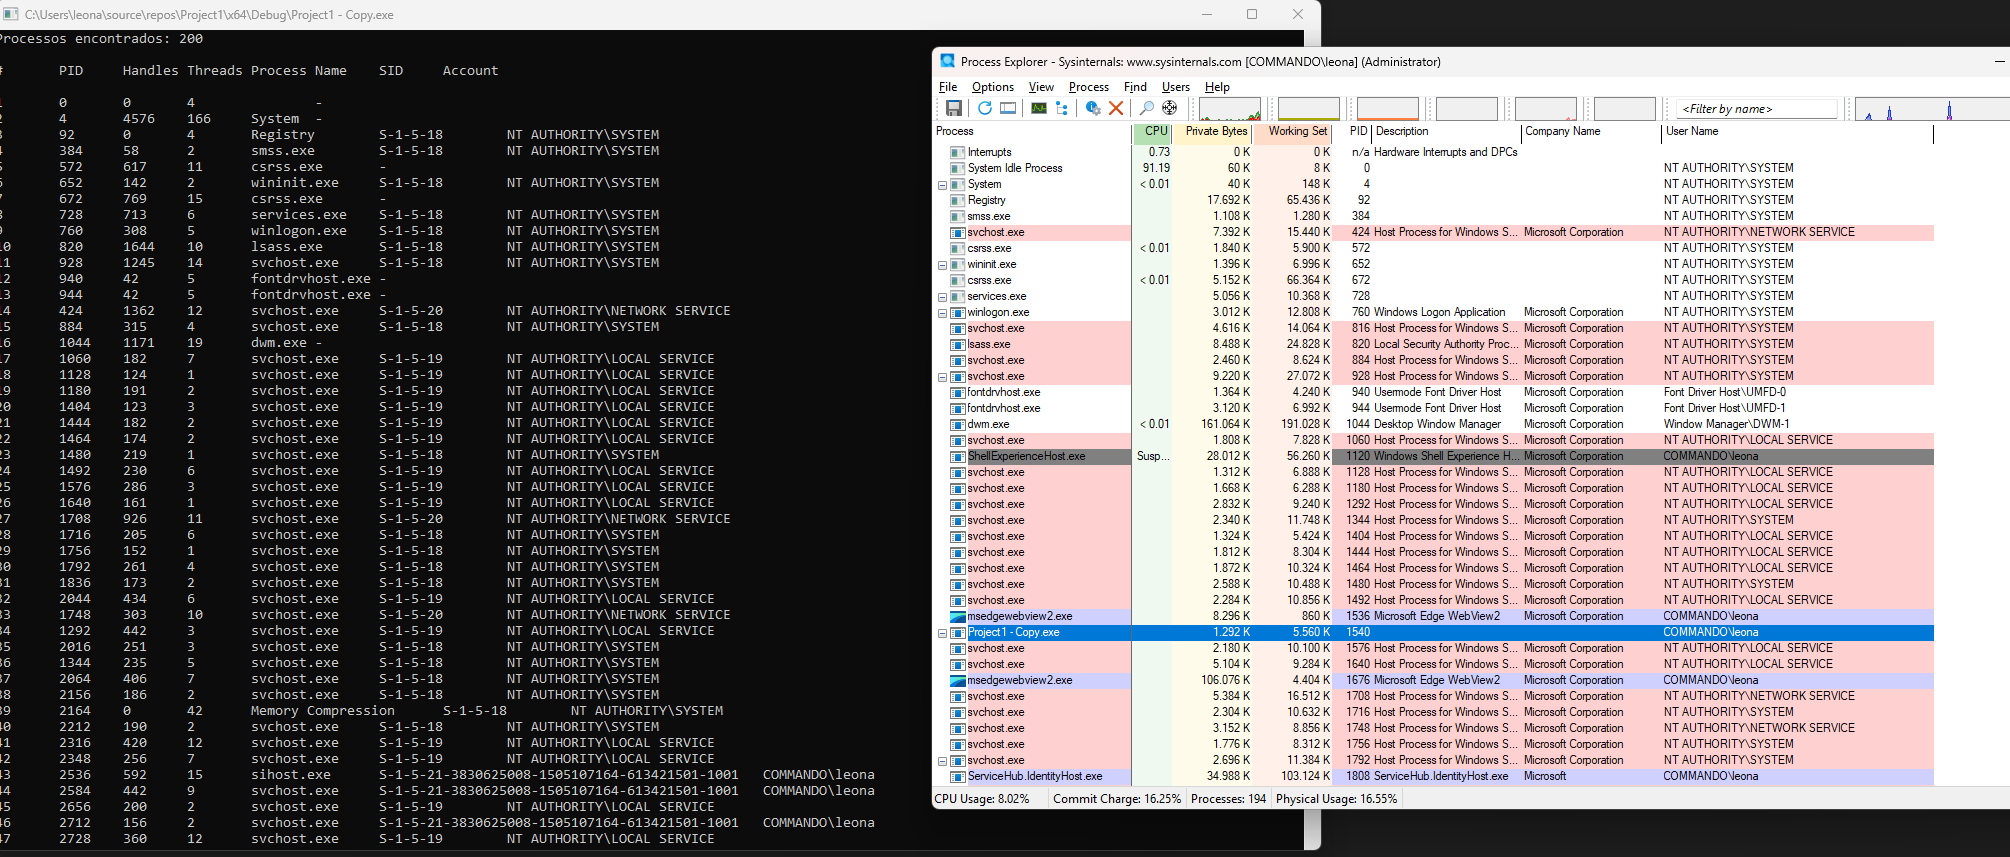 C:\Users\leona\source\repos\Project1\x64\Debug\Project1 - Copy.exe
Processos encontrados: 200
# PID Handles Threads Process Name SID Account
1 0 0 4 -
2 4 4576 166 System -
3 92 0 4 Registry S-1-5-18 NT AUTHORITY\SYSTEM
4 384 58 2 smss.exe S-1-5-18 NT AUTHORITY\SYSTEM
5 572 617 11 csrss.exe -
6 652 142 2 wininit.exe S-1-5-18 NT AUTHORITY\SYSTEM
7 672 769 15 csrss.exe -
8 728 713 6 services.exe S-1-5-18 NT AUTHORITY\SYSTEM
9 760 308 5 winlogon.exe S-1-5-18 NT AUTHORITY\SYSTEM
10 820 1644 10 lsass.exe S-1-5-18 NT AUTHORITY\SYSTEM
11 928 1245 14 svchost.exe S-1-5-18 NT AUTHORITY\SYSTEM
12 940 42 5 fontdrvhost.exe -
13 944 42 5 fontdrvhost.exe -
14 424 1362 12 svchost.exe S-1-5-20 NT AUTHORITY\NETWORK SERVICE
15 884 315 4 svchost.exe S-1-5-18 NT AUTHORITY\SYSTEM
16 1044 1171 19 dwm.exe -
17 1060 182 7 svchost.exe S-1-5-19 NT AUTHORITY\LOCAL SERVICE
18 1128 124 1 svchost.exe S-1-5-19 NT AUTHORITY\LOCAL SERVICE
19 1180 191 2 svchost.exe S-1-5-19 NT AUTHORITY\LOCAL SERVICE
20 1404 123 3 svchost.exe S-1-5-19 NT AUTHORITY\LOCAL SERVICE
21 1444 182 2 svchost.exe S-1-5-19 NT AUTHORITY\LOCAL SERVICE
22 1464 174 2 svchost.exe S-1-5-19 NT AUTHORITY\LOCAL SERVICE
23 1480 219 1 svchost.exe S-1-5-18 NT AUTHORITY\SYSTEM
24 1492 230 6 svchost.exe S-1-5-19 NT AUTHORITY\LOCAL SERVICE
25 1576 286 3 svchost.exe S-1-5-19 NT AUTHORITY\LOCAL SERVICE
26 1640 161 1 svchost.exe S-1-5-19 NT AUTHORITY\LOCAL SERVICE
27 1708 926 11 svchost.exe S-1-5-20 NT AUTHORITY\NETWORK SERVICE
28 1716 205 6 svchost.exe S-1-5-18 NT AUTHORITY\SYSTEM
29 1756 152 1 svchost.exe S-1-5-18 NT AUTHORITY\SYSTEM
30 1792 261 4 svchost.exe S-1-5-18 NT AUTHORITY\SYSTEM
31 1836 173 2 svchost.exe S-1-5-18 NT AUTHORITY\SYSTEM
32 2044 434 6 svchost.exe S-1-5-19 NT AUTHORITY\LOCAL SERVICE
33 1748 303 10 svchost.exe S-1-5-20 NT AUTHORITY\NETWORK SERVICE
34 1292 442 3 svchost.exe S-1-5-19 NT AUTHORITY\LOCAL SERVICE
35 2016 251 3 svchost.exe S-1-5-18 NT AUTHORITY\SYSTEM
36 1344 235 5 svchost.exe S-1-5-18 NT AUTHORITY\SYSTEM
37 2064 406 7 svchost.exe S-1-5-18 NT AUTHORITY\SYSTEM
38 2156 186 2 svchost.exe S-1-5-18 NT AUTHORITY\SYSTEM
39 2164 0 42 Memory Compression S-1-5-18 NT AUTHORITY\SYSTEM
40 2212 190 2 svchost.exe S-1-5-18 NT AUTHORITY\SYSTEM
41 2316 420 12 svchost.exe S-1-5-19 NT AUTHORITY\LOCAL SERVICE
42 2348 256 7 svchost.exe S-1-5-19 NT AUTHORITY\LOCAL SERVICE
43 2536 592 15 sihost.exe S-1-5-21-3830625008-1505107164-613421501-1001 COMMANDO\leona
44 2584 442 9 svchost.exe S-1-5-21-3830625008-1505107164-613421501-1001 COMMANDO\leona
45 2656 200 2 svchost.exe S-1-5-19 NT AUTHORITY\LOCAL SERVICE
46 2712 156 2 svchost.exe S-1-5-21-3830625008-1505107164-613421501-1001 COMMANDO\leona
47 2728 360 12 svchost.exe S-1-5-19 NT AUTHORITY\LOCAL SERVICE
Process Explorer - Sysinternals: www.sysinternals.com [COMMANDO\leona] (Administrator)
File Options View Process Find Users Help
<Filter by name>
Process CPU Private Bytes Working Set PID Description Company Name User Name
Interrupts 0.73 0 K 0 K n/a Hardware Interrupts and DPCs
System Idle Process 91.19 60 K 8 K 0 NT AUTHORITY\SYSTEM
System < 0.01 40 K 148 K 4 NT AUTHORITY\SYSTEM
Registry 17.692 K 65.436 K 92 NT AUTHORITY\SYSTEM
smss.exe 1.108 K 1.280 K 384 NT AUTHORITY\SYSTEM
svchost.exe 7.392 K 15.440 K 424 Host Process for Windows S... Microsoft Corporation NT AUTHORITY\NETWORK SERVICE
csrss.exe < 0.01 1.840 K 5.900 K 572 NT AUTHORITY\SYSTEM
wininit.exe 1.396 K 6.996 K 652 NT AUTHORITY\SYSTEM
csrss.exe < 0.01 5.152 K 66.364 K 672 NT AUTHORITY\SYSTEM
services.exe 5.056 K 10.368 K 728 NT AUTHORITY\SYSTEM
winlogon.exe 3.012 K 12.808 K 760 Windows Logon Application Microsoft Corporation NT AUTHORITY\SYSTEM
svchost.exe 4.616 K 14.064 K 816 Host Process for Windows S... Microsoft Corporation NT AUTHORITY\SYSTEM
lsass.exe 8.488 K 24.828 K 820 Local Security Authority Proc... Microsoft Corporation NT AUTHORITY\SYSTEM
svchost.exe 2.460 K 8.624 K 884 Host Process for Windows S... Microsoft Corporation NT AUTHORITY\SYSTEM
svchost.exe 9.220 K 27.072 K 928 Host Process for Windows S... Microsoft Corporation NT AUTHORITY\SYSTEM
fontdrvhost.exe 1.364 K 4.240 K 940 Usermode Font Driver Host Microsoft Corporation Font Driver Host\UMFD-0
fontdrvhost.exe 3.120 K 6.992 K 944 Usermode Font Driver Host Microsoft Corporation Font Driver Host\UMFD-1
dwm.exe < 0.01 161.064 K 191.028 K 1044 Desktop Window Manager Microsoft Corporation Window Manager\DWM-1
svchost.exe 1.808 K 7.828 K 1060 Host Process for Windows S... Microsoft Corporation NT AUTHORITY\LOCAL SERVICE
ShellExperienceHost.exe Susp... 28.012 K 56.260 K 1120 Windows Shell Experience H... Microsoft Corporation COMMANDO\leona
svchost.exe 1.312 K 6.888 K 1128 Host Process for Windows S... Microsoft Corporation NT AUTHORITY\LOCAL SERVICE
svchost.exe 1.668 K 6.288 K 1180 Host Process for Windows S... Microsoft Corporation NT AUTHORITY\LOCAL SERVICE
svchost.exe 2.832 K 9.240 K 1292 Host Process for Windows S... Microsoft Corporation NT AUTHORITY\LOCAL SERVICE
svchost.exe 2.340 K 11.748 K 1344 Host Process for Windows S... Microsoft Corporation NT AUTHORITY\SYSTEM
svchost.exe 1.324 K 5.424 K 1404 Host Process for Windows S... Microsoft Corporation NT AUTHORITY\LOCAL SERVICE
svchost.exe 1.812 K 8.304 K 1444 Host Process for Windows S... Microsoft Corporation NT AUTHORITY\LOCAL SERVICE
svchost.exe 1.872 K 10.324 K 1464 Host Process for Windows S... Microsoft Corporation NT AUTHORITY\LOCAL SERVICE
svchost.exe 2.588 K 10.488 K 1480 Host Process for Windows S... Microsoft Corporation NT AUTHORITY\SYSTEM
svchost.exe 2.284 K 10.856 K 1492 Host Process for Windows S... Microsoft Corporation NT AUTHORITY\LOCAL SERVICE
msedgewebview2.exe 8.296 K 860 K 1536 Microsoft Edge WebView2 Microsoft Corporation COMMANDO\leona
Project1 - Copy.exe 1.292 K 5.560 K 1540 COMMANDO\leona
svchost.exe 2.180 K 10.100 K 1576 Host Process for Windows S... Microsoft Corporation NT AUTHORITY\LOCAL SERVICE
svchost.exe 5.104 K 9.284 K 1640 Host Process for Windows S... Microsoft Corporation NT AUTHORITY\LOCAL SERVICE
msedgewebview2.exe 106.076 K 4.404 K 1676 Microsoft Edge WebView2 Microsoft Corporation COMMANDO\leona
svchost.exe 5.384 K 16.512 K 1708 Host Process for Windows S... Microsoft Corporation NT AUTHORITY\NETWORK SERVICE
svchost.exe 2.304 K 10.632 K 1716 Host Process for Windows S... Microsoft Corporation NT AUTHORITY\SYSTEM
svchost.exe 3.152 K 8.856 K 1748 Host Process for Windows S... Microsoft Corporation NT AUTHORITY\NETWORK SERVICE
svchost.exe 1.776 K 8.312 K 1756 Host Process for Windows S... Microsoft Corporation NT AUTHORITY\SYSTEM
svchost.exe 2.696 K 11.384 K 1792 Host Process for Windows S... Microsoft Corporation NT AUTHORITY\SYSTEM
ServiceHub.IdentityHost.exe 34.988 K 103.124 K 1808 ServiceHub.IdentityHost.exe Microsoft COMMANDO\leona
CPU Usage: 8.02% Commit Charge: 16.25% Processes: 194 Physical Usage: 16.55%